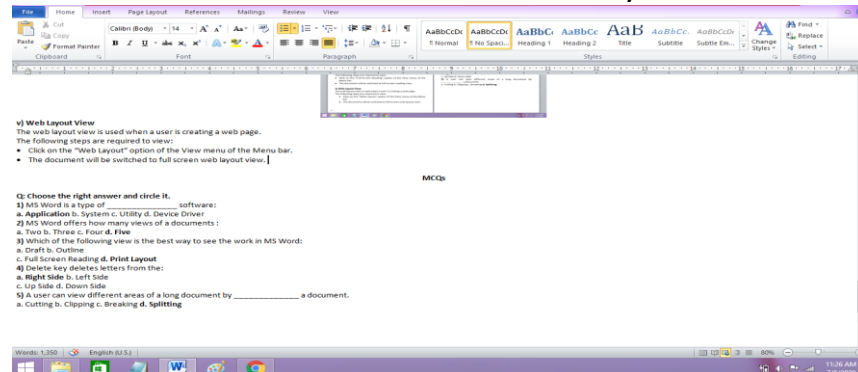 File Home Insert Page Layout References Mailings Review View
Cut
Copy
Paste
Format Painter
Clipboard
Calibri (Body) 14
Font
Paragraph
AaBbCcDc AaBbCcDc AaBbC AaBbCc AaB AaBbCc. AaBbCcDc
¶ Normal ¶ No Spaci... Heading 1 Heading 2 Title Subtitle Subtle Em...
Change Styles
Styles
Find
Replace
Select
Editing
v) Web Layout View
The web layout view is used when a user is creating a web page.
The following steps are required to view:
• Click on the “Web Layout” option of the View menu of the Menu bar.
• The document will be switched to full screen web layout view.
MCQs
Q: Choose the right answer and circle it.
1) MS Word is a type of ______________ software:
a. Application b. System c. Utility d. Device Driver
2) MS Word offers how many views of a documents :
a. Two b. Three c. Four d. Five
3) Which of the following view is the best way to see the work in MS Word:
a. Draft b. Outline
c. Full Screen Reading d. Print Layout
4) Delete key deletes letters from the:
a. Right Side b. Left Side
c. Up Side d. Down Side
5) A user can view different areas of a long document by _____________ a document.
a. Cutting b. Clipping c. Breaking d. Splitting
Words: 1,350 English (U.S.) 80%
11:26 AM